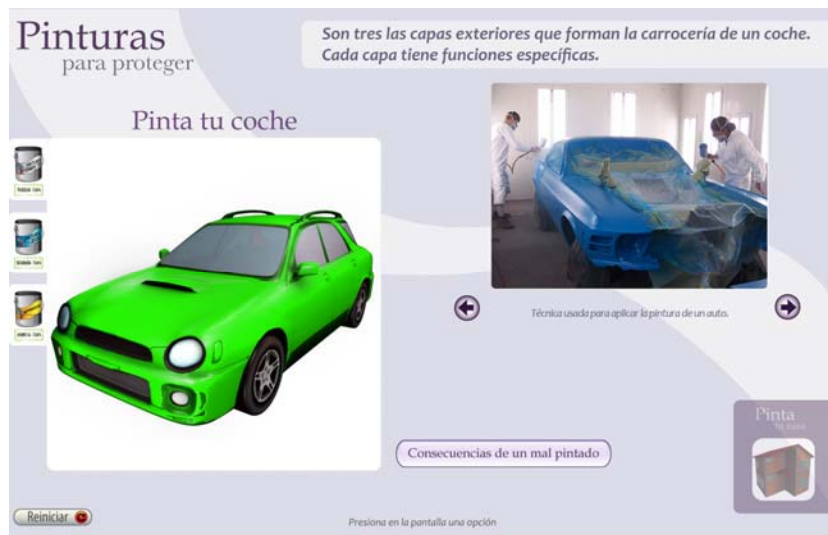 Pinturas
para proteger
Son tres las capas exteriores que forman la carrocería de un coche.
Cada capa tiene funciones específicas.
Pinta tu coche
Técnica usada para aplicar la pintura de un auto.
Consecuencias de un mal pintado
Pinta
tu casa
Reiniciar
Presiona en la pantalla una opción